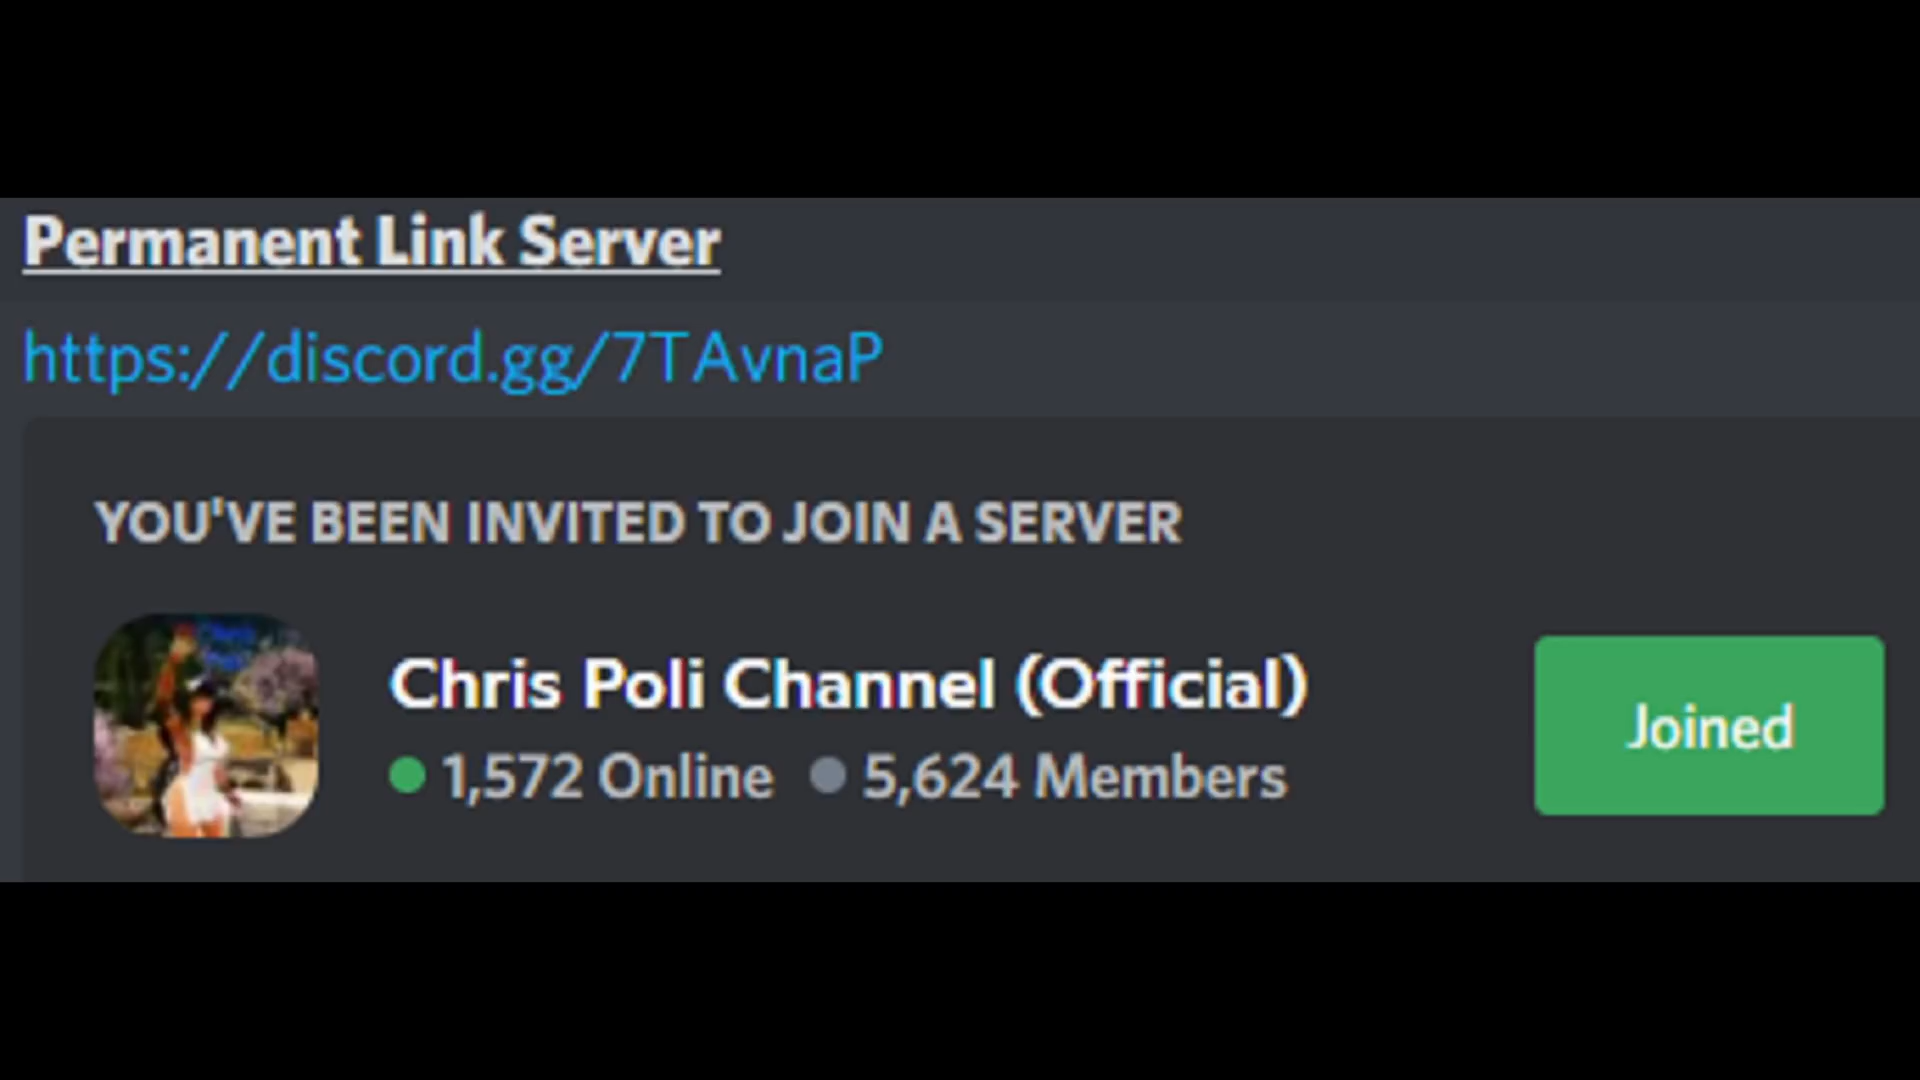 Permanent Link Server
https://discord.gg/7TAvnaP
YOU'VE BEEN INVITED TO JOIN A SERVER
Chris Poli Channel (Official)
1,572 Online 5,624 Members
Joined